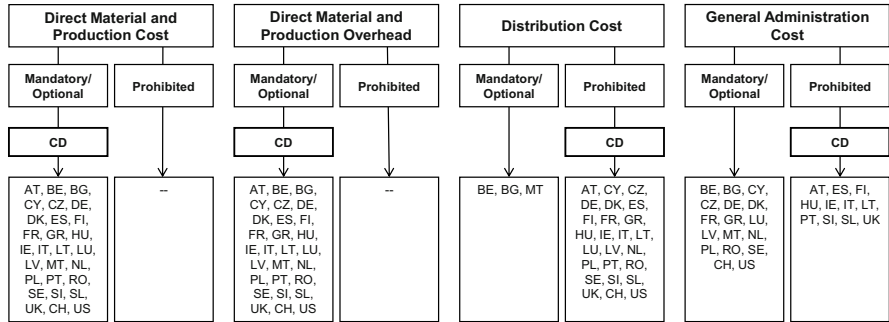 Direct Material and
Production Cost
Direct Material and
Production Overhead
Distribution Cost
General Administration
Cost
Mandatory/
Optional
Prohibited
Mandatory/
Optional
Prohibited
Mandatory/
Optional
Prohibited
Mandatory/
Optional
Prohibited
CD
CD
CD
CD
AT, BE, BG,
CY, CZ, DE,
DK, ES, FI,
FR, GR, HU,
IE, IT, LT, LU,
LV, MT, NL,
PL, PT, RO,
SE, SI, SL,
UK, CH, US
--
AT, BE, BG,
CY, CZ, DE,
DK, ES, FI,
FR, GR, HU,
IE, IT, LT, LU,
LV, MT, NL,
PL, PT, RO,
SE, SI, SL,
UK, CH, US
--
BE, BG, MT
AT, CY, CZ,
DE, DK, ES,
FI, FR, GR,
HU, IE, IT, LT,
LU, LV, NL,
PL, PT, RO,
SE, SI, SL,
UK, CH, US
BE, BG, CY,
CZ, DE, DK,
FR, GR, LU,
LV, MT, NL,
PL, RO, SE,
CH, US
AT, ES, FI,
HU, IE, IT, LT,
PT, SI, SL, UK